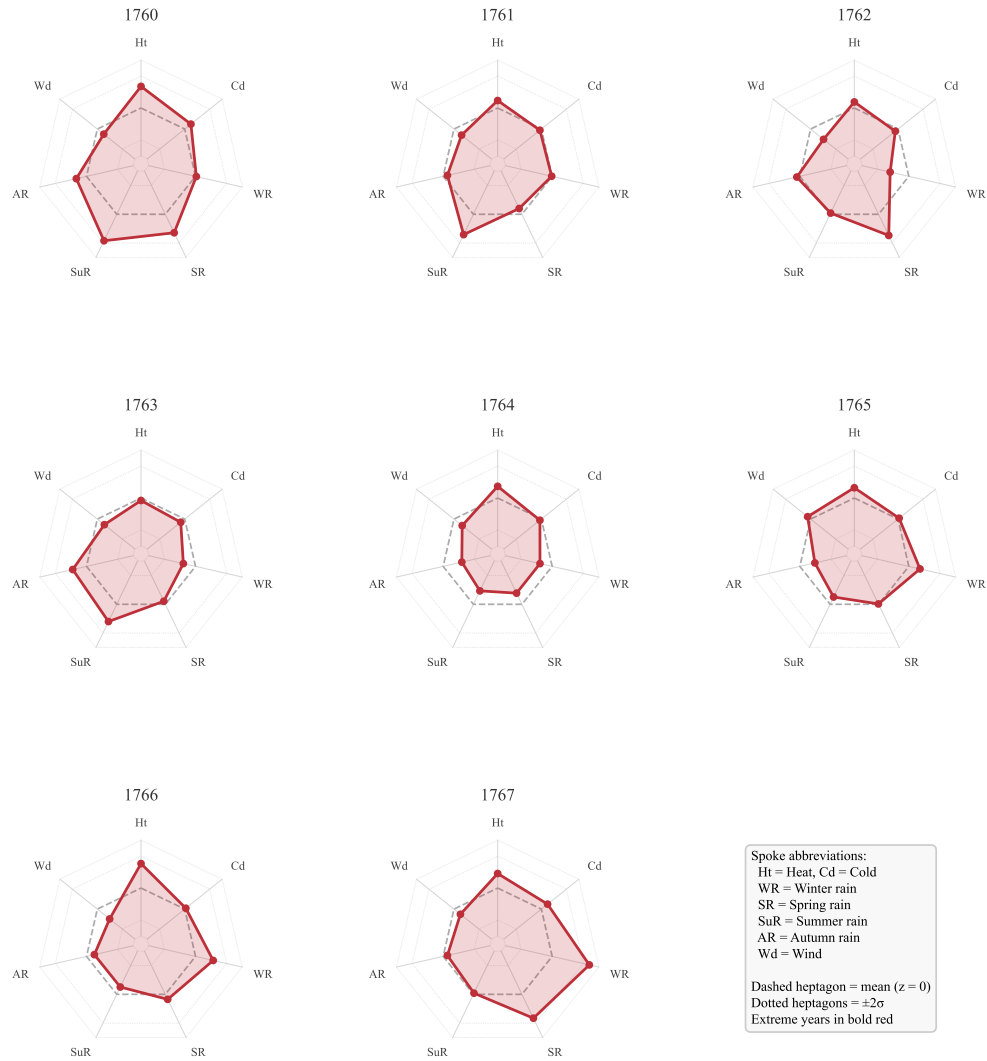 1760
Ht
Wd
Cd
AR
WR
SuR
SR
1761
Ht
Wd
Cd
AR
WR
SuR
SR
1762
Ht
Wd
Cd
AR
WR
SuR
SR
1763
Ht
Wd
Cd
AR
WR
SuR
SR
1764
Ht
Wd
Cd
AR
WR
SuR
SR
1765
Ht
Wd
Cd
AR
WR
SuR
SR
1766
Ht
Wd
Cd
AR
WR
SuR
SR
1767
Ht
Wd
Cd
AR
WR
SuR
SR
Spoke abbreviations:
Ht = Heat, Cd = Cold
WR = Winter rain
SR = Spring rain
SuR = Summer rain
AR = Autumn rain
Wd = Wind
Dashed heptagon = mean (z = 0)
Dotted heptagons = ±2σ
Extreme years in bold red